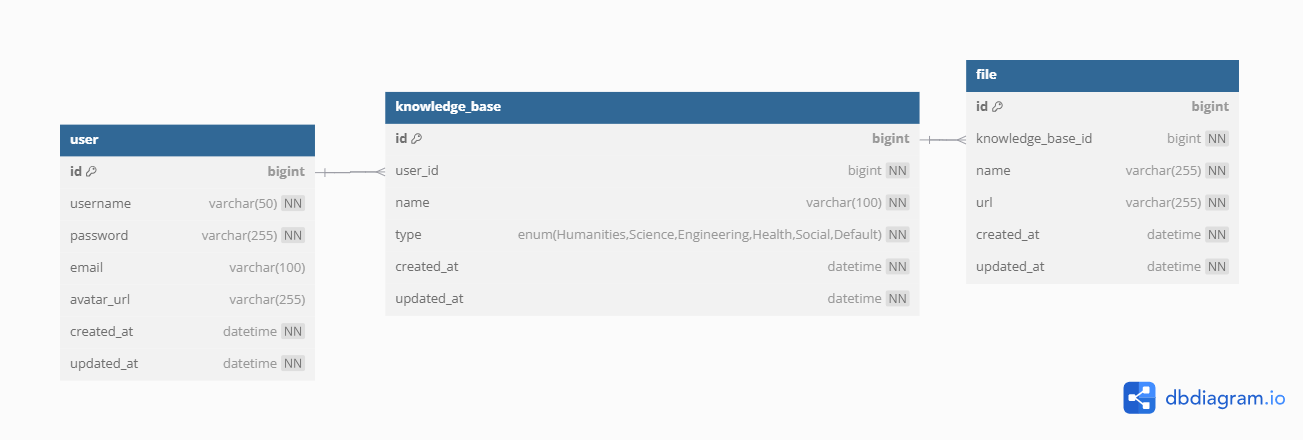 user
id bigint
username varchar(50) NN
password varchar(255) NN
email varchar(100)
avatar_url varchar(255)
created_at datetime NN
updated_at datetime NN
knowledge_base
id bigint
user_id bigint NN
name varchar(100) NN
type enum(Humanities,Science,Engineering,Health,Social,Default) NN
created_at datetime NN
updated_at datetime NN
file
id bigint
knowledge_base_id bigint NN
name varchar(255) NN
url varchar(255) NN
created_at datetime NN
updated_at datetime NN
dbdiagram.io